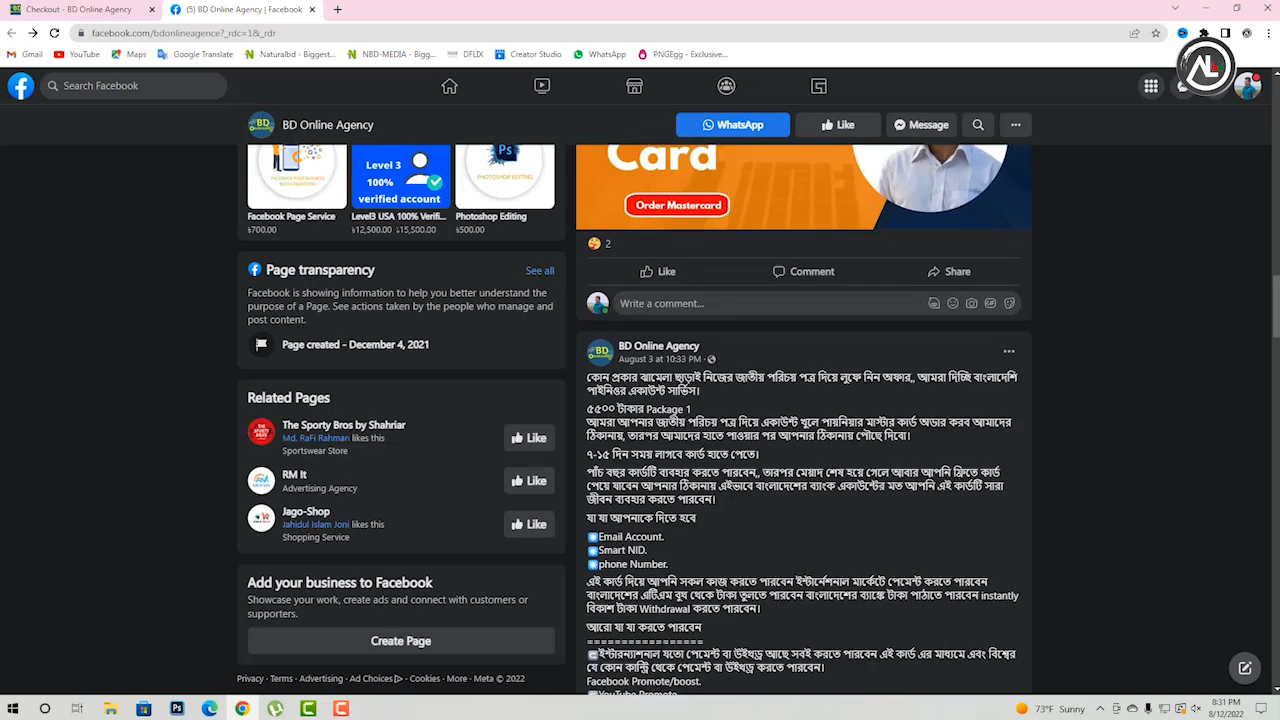 Checkout - BD Online Agency
(5) BD Online Agency | Facebook
facebook.com/bdonlineagence?_rdc=1&_rdr
Gmail
YouTube
Maps
Google Translate
Naturalbd - Biggest...
NBD-MEDIA - Bigg...
DFLIX
Creator Studio
WhatsApp
PNGEgg - Exclusive...
Search Facebook
BD Online Agency
WhatsApp
Like
Message
Level 3
100%
verified account
Ps
PHOTOSHOP EDITING
Facebook Page Service
৳700.00
Level3 USA 100% Verifi...
৳12,500.00 ৳15,500.00
Photoshop Editing
৳500.00
Page transparency
See all
Facebook is showing information to help you better understand the
purpose of a Page. See actions taken by the people who manage and
post content.
Page created - December 4, 2021
Related Pages
The Sporty Bros by Shahriar
Md. RaFi Rahman likes this
Sportswear Store
Like
RM It
Advertising Agency
Like
Jago-Shop
Jahidul Islam Joni likes this
Shopping Service
Like
Add your business to Facebook
Showcase your work, create ads and connect with customers or
supporters.
Create Page
Privacy · Terms · Advertising · Ad Choices · Cookies · More · Meta © 2022
Card
Order Mastercard
2
Like
Comment
Share
Write a comment...
BD Online Agency
August 3 at 10:33 PM
কোন প্রকার ঝামেলা ছাড়াই নিজের জাতীয় পরিচয় পত্র দিয়ে লুফে নিন অফার,, আমরা দিচ্ছি বাংলাদেশি
পাইনিওর একাউন্ট সার্ভিস।
৫৫০০ টাকার Package 1
আমরা আপনার জাতীয় পরিচয় পত্র দিয়ে একাউন্ট খুলে পায়নিয়ার মাস্টার কার্ড অডার করব আমাদের
ঠিকানায়, তারপর আমাদের হাতে পাওয়ার পর আপনার ঠিকানায় পৌছে দিবো।
৭-১৫ দিন সময় লাগবে কার্ড হাতে পেতে।
পাঁচ বছর কার্ডটি ব্যবহার করতে পারবেন,, তারপর মেয়াদ শেষ হয়ে গেলে আবার আপনি ফ্রিতে কার্ড
পেয়ে যাবেন আপনার ঠিকানায় এইভাবে বাংলাদেশের ব্যাংক একাউন্টের মত আপনি এই কার্ডটি সারা
জীবন ব্যবহার করতে পারবেন।
যা যা আপনাকে দিতে হবে
Email Account.
Smart NID.
phone Number.
এই কার্ড দিয়ে আপনি সকল কাজ করতে পারবেন ইন্টার্নেশনাল মার্কেটে পেমেন্ট করতে পারবেন
বাংলাদেশের এটিএম বুথ থেকে টাকা তুলতে পারবেন বাংলাদেশের ব্যাঙ্কে টাকা পাঠাতে পারবেন instantly
বিকাশ টাকা Withdrawal করতে পারবেন।
আরো যা যা করতে পারবেন
=================
ইন্টারন্যাশনাল যতো পেমেন্ট বা উইথড্র আছে সবই করতে পারবেন এই কার্ড এর মাধ্যমে এবং বিশ্বের
যে কোন কান্ট্রি থেকে পেমেন্ট বা উইথড্র করতে পারবেন।
Facebook Promote/boost.
YouTube Promote.
73°F Sunny
8:31 PM
8/12/2022